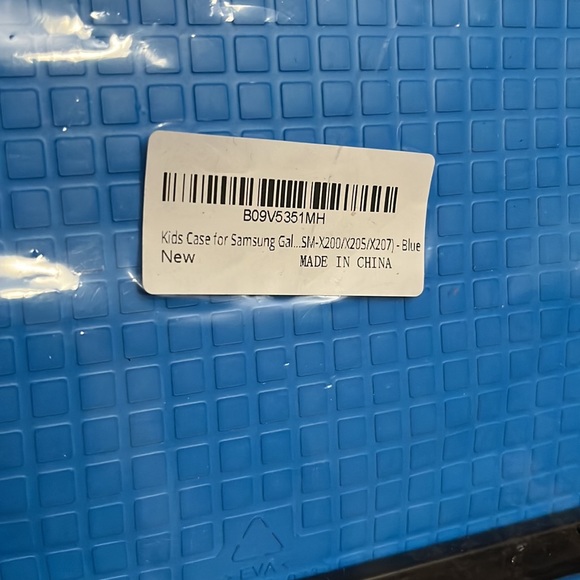 B09V5351MH
Kids Case for Samsung Gal...SM-X200/X205/X207) - Blue
New MADE IN CHINA
EVA